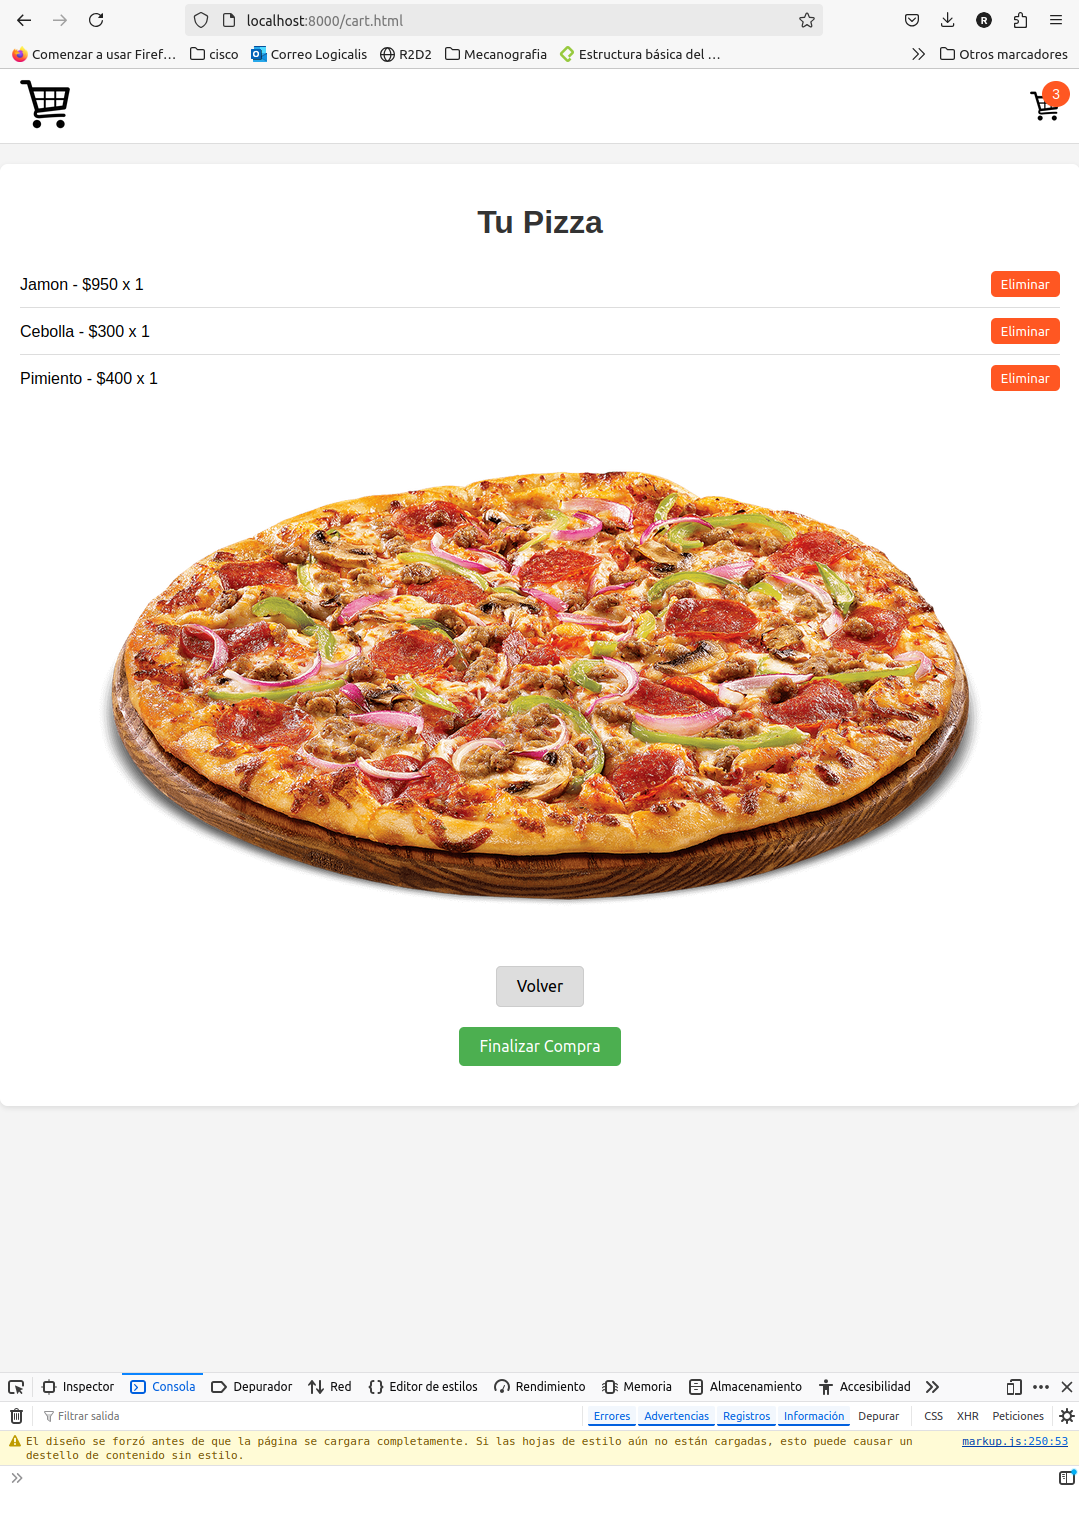 localhost:8000/cart.html
R
Comenzar a usar Firef… cisco Correo Logicalis R2D2 Mecanografia Estructura básica del … Otros marcadores
3
Tu Pizza
Jamon - $950 x 1 Eliminar
Cebolla - $300 x 1 Eliminar
Pimiento - $400 x 1 Eliminar
Volver
Finalizar Compra
Inspector Consola Depurador Red Editor de estilos Rendimiento Memoria Almacenamiento Accesibilidad
Filtrar salida Errores Advertencias Registros Información Depurar CSS XHR Peticiones
El diseño se forzó antes de que la página se cargara completamente. Si las hojas de estilo aún no están cargadas, esto puede causar un markup.js:250:53
destello de contenido sin estilo.